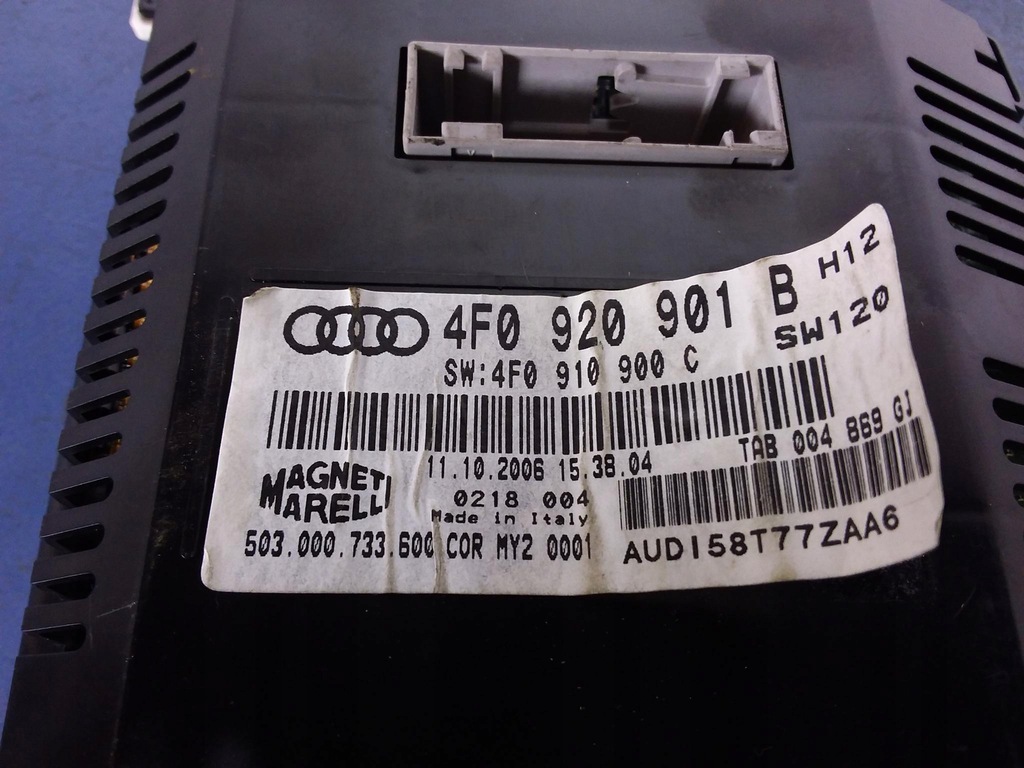 4F0 920 901 B H12
SW:4F0 910 900 C SW120
TAB 004 869 GJ
11.10.2006 15.38.04
MAGNETI
MARELLI
0218 004
Made in Italy
503.000.733.600 COR MY2 0001
AUDI58T77ZAA6